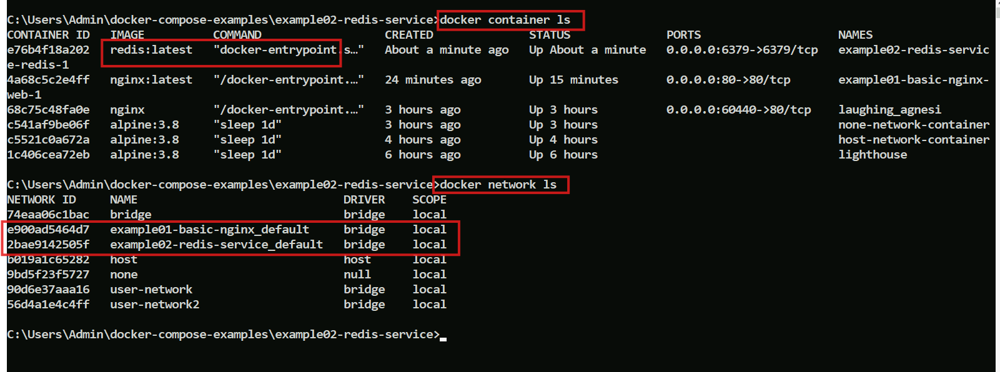 C:\Users\Admin\docker-compose-examples\example02-redis-service>docker container ls
CONTAINER ID   IMAGE          COMMAND                  CREATED              STATUS              PORTS                    NAMES
e76b4f18a202   redis:latest   "docker-entrypoint.s…"   About a minute ago   Up About a minute   0.0.0.0:6379->6379/tcp   example02-redis-servic
e-redis-1
4a68c5c2e4ff   nginx:latest   "/docker-entrypoint.…"   24 minutes ago       Up 15 minutes       0.0.0.0:80->80/tcp       example01-basic-nginx-
web-1
68c75c48fa0e   nginx          "/docker-entrypoint.…"   3 hours ago          Up 3 hours          0.0.0.0:60440->80/tcp    laughing_agnesi
c541af9be06f   alpine:3.8     "sleep 1d"               3 hours ago          Up 3 hours                                   none-network-container
c5521c0a672a   alpine:3.8     "sleep 1d"               4 hours ago          Up 4 hours                                   host-network-container
1c406cea72eb   alpine:3.8     "sleep 1d"               6 hours ago          Up 6 hours                                   lighthouse
C:\Users\Admin\docker-compose-examples\example02-redis-service>docker network ls
NETWORK ID     NAME                              DRIVER    SCOPE
74eaa06c1bac   bridge                            bridge    local
e900ad5464d7   example01-basic-nginx_default     bridge    local
2bae9142505f   example02-redis-service_default   bridge    local
b019a1c65282   host                              host      local
9bd5f23f5727   none                              null      local
90d6e37aaa16   user-network                      bridge    local
56d4a1e4c4ff   user-network2                     bridge    local
C:\Users\Admin\docker-compose-examples\example02-redis-service>